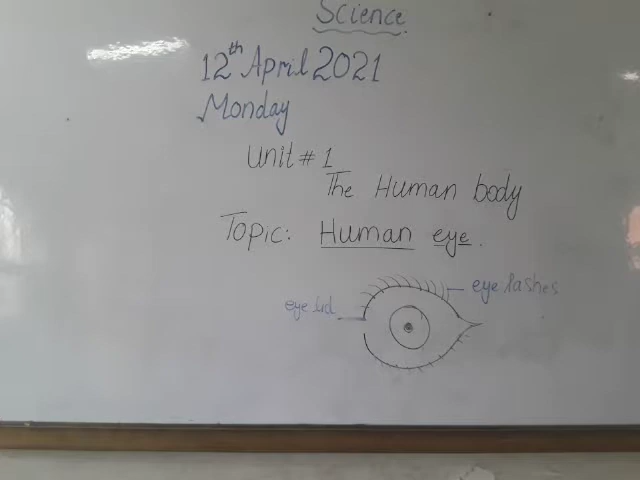 Science
12th April 2021
Monday
Unit # 1
The Human body
Topic: Human eye.
eye lashes
eye lid